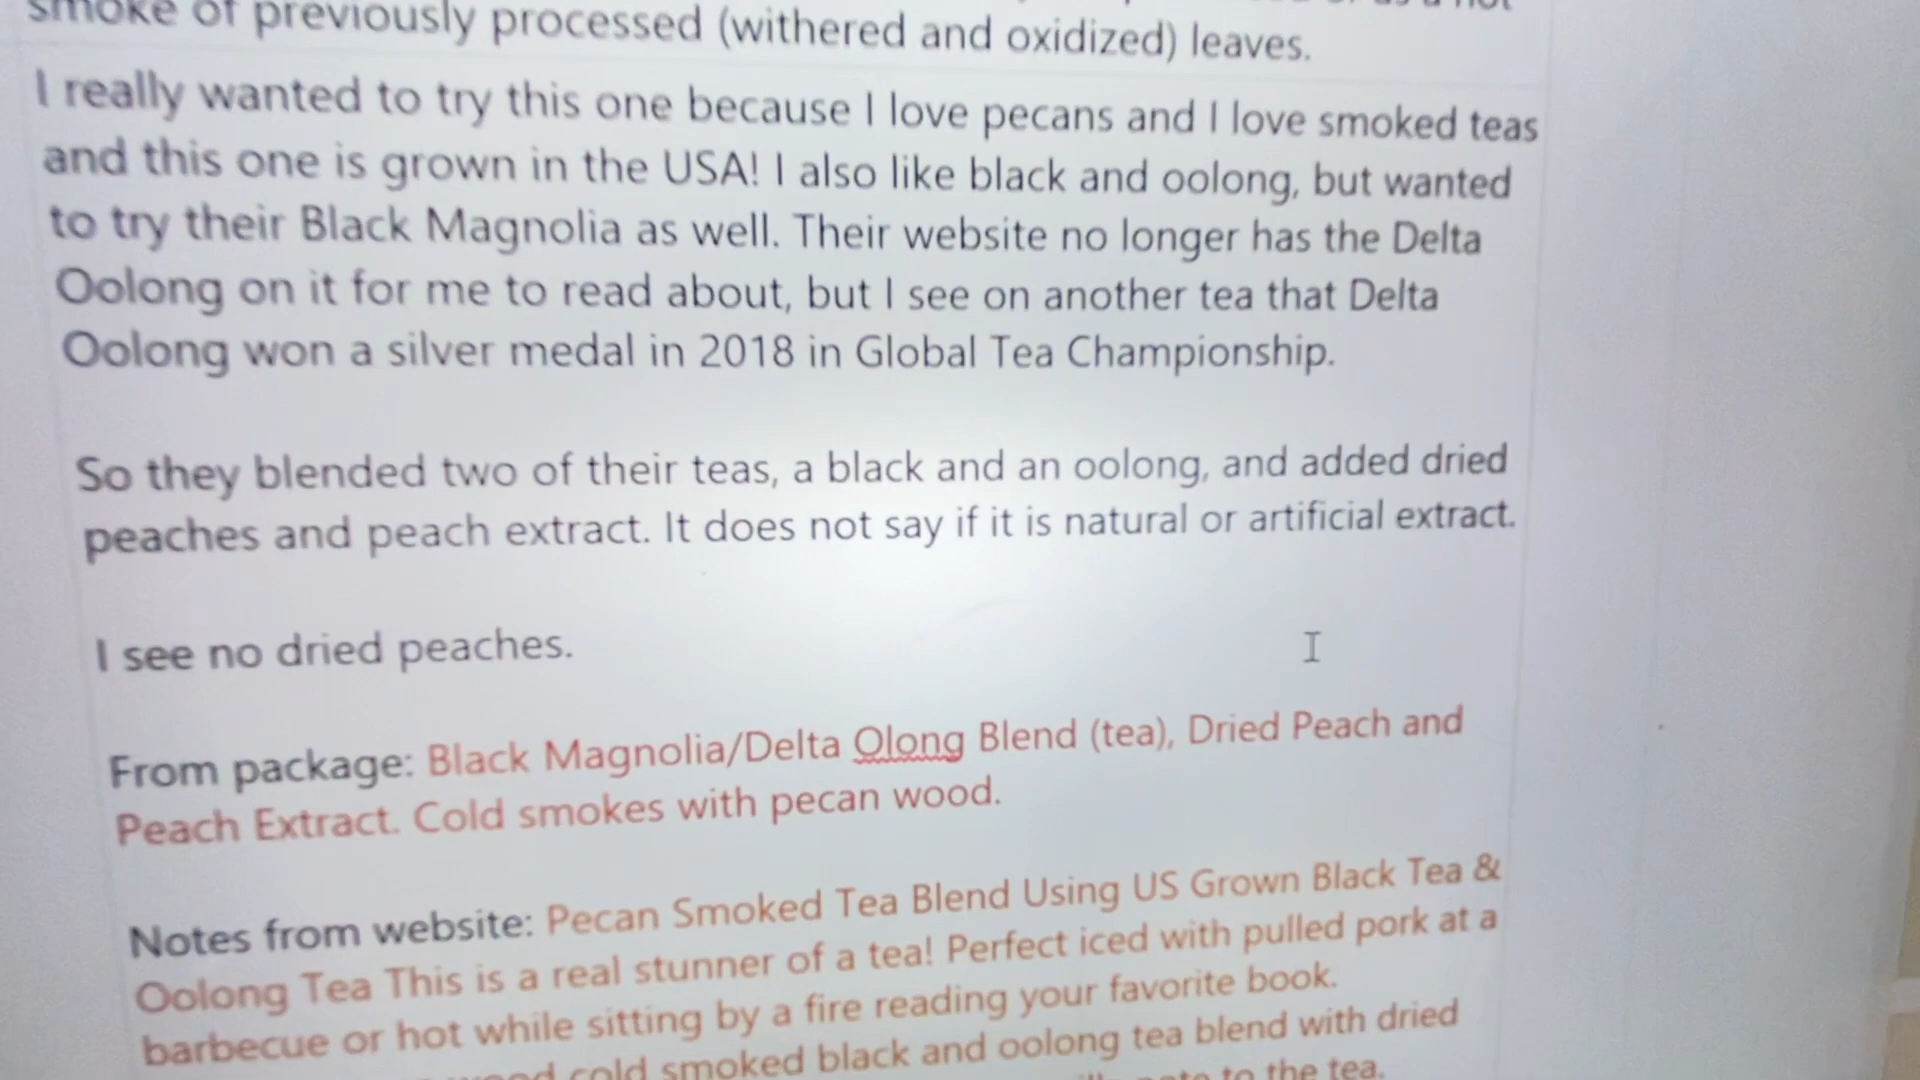 smoke of previously processed (withered and oxidized) leaves.
I really wanted to try this one because I love pecans and I love smoked teas
and this one is grown in the USA! I also like black and oolong, but wanted
to try their Black Magnolia as well. Their website no longer has the Delta
Oolong on it for me to read about, but I see on another tea that Delta
Oolong won a silver medal in 2018 in Global Tea Championship.
So they blended two of their teas, a black and an oolong, and added dried
peaches and peach extract. It does not say if it is natural or artificial extract.
I see no dried peaches.
From package: Black Magnolia/Delta Olong Blend (tea), Dried Peach and
Peach Extract. Cold smokes with pecan wood.
Notes from website: Pecan Smoked Tea Blend Using US Grown Black Tea &
Oolong Tea This is a real stunner of a tea! Perfect iced with pulled pork at a
barbecue or hot while sitting by a fire reading your favorite book.
cold smoked black and oolong tea blend with dried
to the tea.